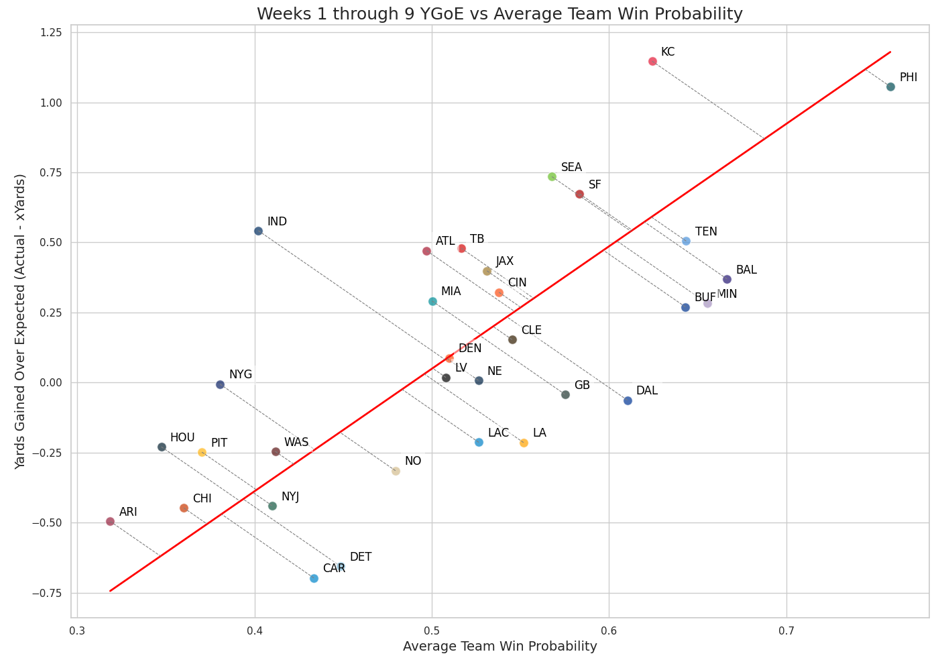 Weeks 1 through 9 YGoE vs Average Team Win Probability
1.25
KC
PHI
1.00
SEA
0.75
SF
IND
TEN
ATL
TB
0.50
JAX
BAL
CIN
MIA
BUF
MIN
0.25
CLE
DEN
LV
NE
0.00
NYG
GB
DAL
HOU
PIT
WAS
LAC
LA
−0.25
NO
CHI
NYJ
ARI
−0.50
DET
CAR
−0.75
0.3
0.4
0.5
0.6
0.7
Average Team Win Probability
Yards Gained Over Expected (Actual - xYards)